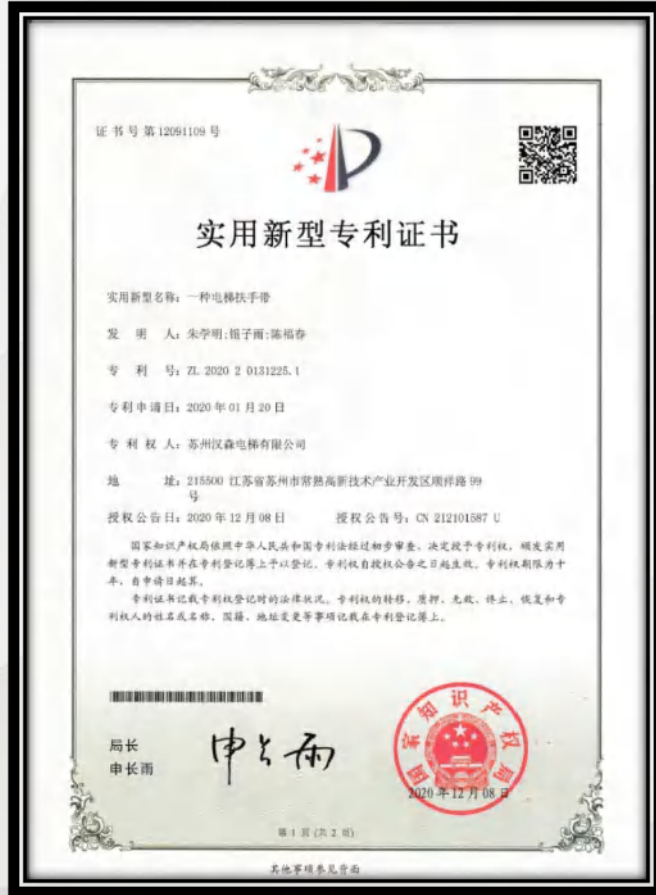 证书号第12091109号
实用新型专利证书
实用新型名称：一种电梯扶手带
发 明 人：朱学明;钮子雨;陈福春
专 利 号：ZL 2020 2 0131225.1
专利申请日：2020年01月20日
专 利 权 人：苏州汉森电梯有限公司
地 址：215500 江苏省苏州市常熟高新技术产业开发区顺祥路99
号
授权公告日：2020年12月08日 授权公告号：CN 212101587 U
国家知识产权局依照中华人民共和国专利法经过初步审查，决定授予专利权，颁发实用
新型专利证书并在专利登记簿上予以登记。专利权自授权公告之日起生效。专利权期限为十
年，自申请日起算。
专利证书记载专利权登记时的法律状况。专利权的转移、质押、无效、终止、恢复和专
利权人的姓名或名称、国籍、地址变更等事项记载在专利登记簿上。
局长
申长雨
申长雨
国家知识产权局
2020年12月08日
第 1 页 (共 2 页)
其他事项参见背面